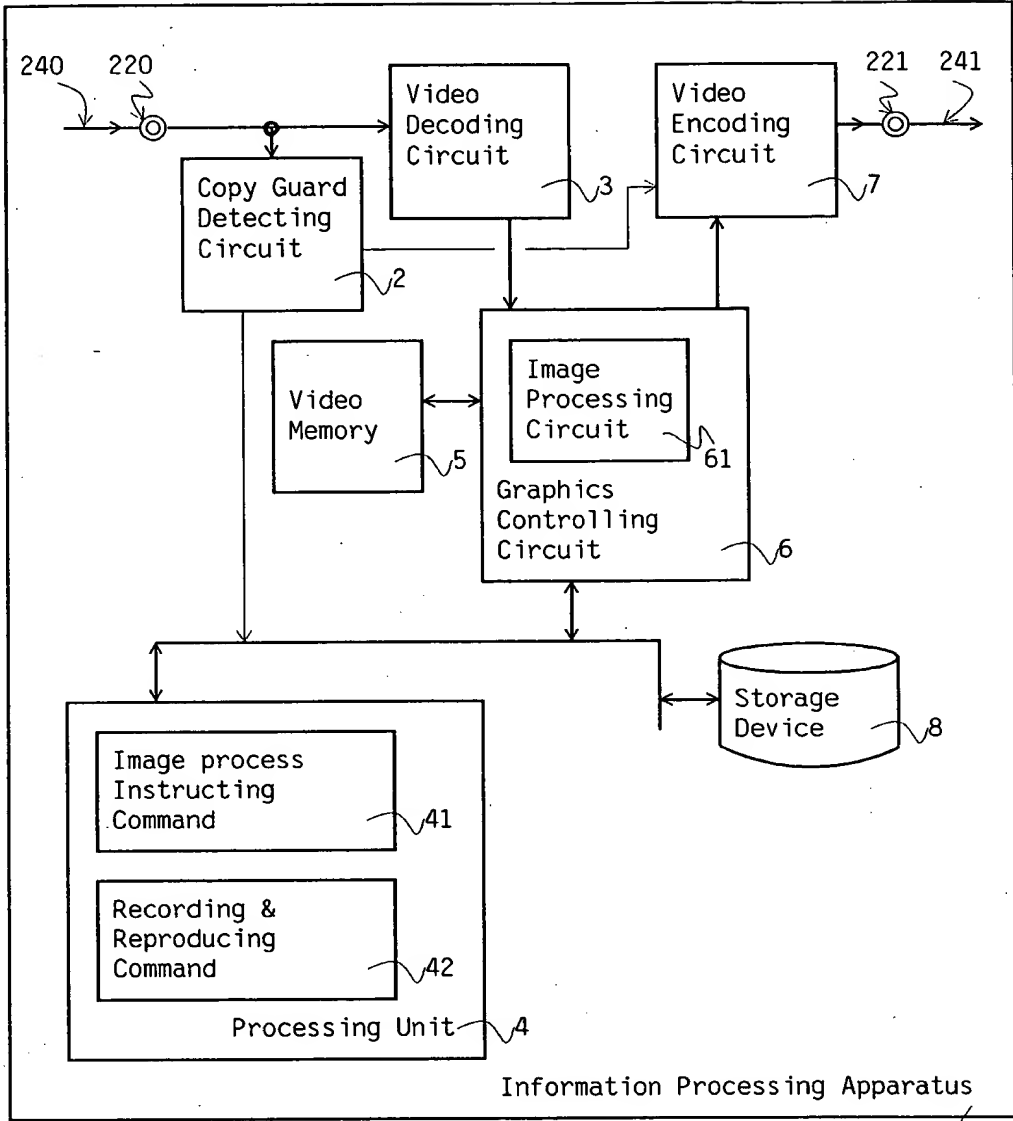 240
220
221
241
Video
Decoding
Circuit
3
Video
Encoding
Circuit
7
Copy Guard
Detecting
Circuit
2
Video
Memory
5
Image
Processing
Circuit
61
Graphics
Controlling
Circuit
6
Storage
Device
8
Image process
Instructing
Command
41
Recording &
Reproducing
Command
42
Processing Unit
4
Information Processing Apparatus